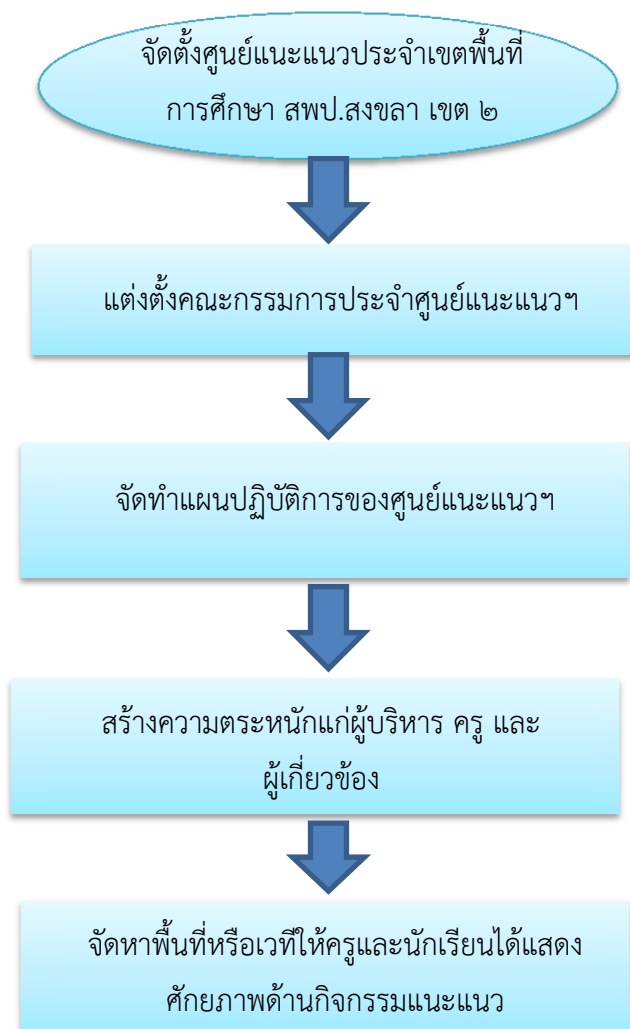 จัดตั้งศูนย์แนะแนวประจำเขตพื้นที่
การศึกษา สพป.สงขลา เขต ๒
แต่งตั้งคณะกรรมการประจำศูนย์แนะแนวฯ
จัดทำแผนปฏิบัติการของศูนย์แนะแนวฯ
สร้างความตระหนักแก่ผู้บริหาร ครู และ
ผู้เกี่ยวข้อง
จัดหาพื้นที่หรือเวทีให้ครูและนักเรียนได้แสดง
ศักยภาพด้านกิจกรรมแนะแนว